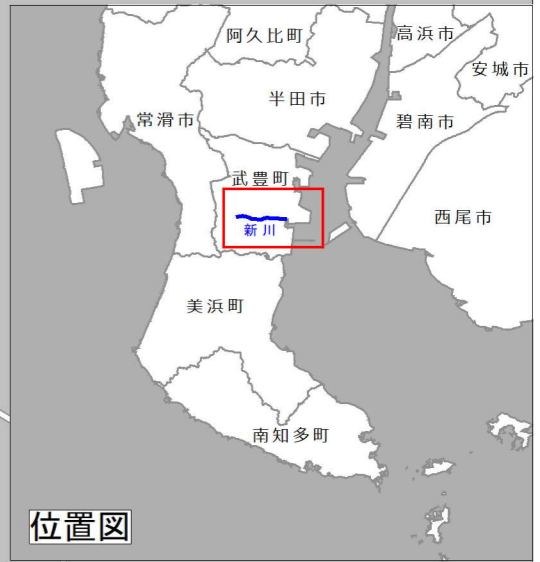 阿久比町
高浜市
安城市
半田市
常滑市
碧南市
武豊町
西尾市
新川
美浜町
南知多町
位置図